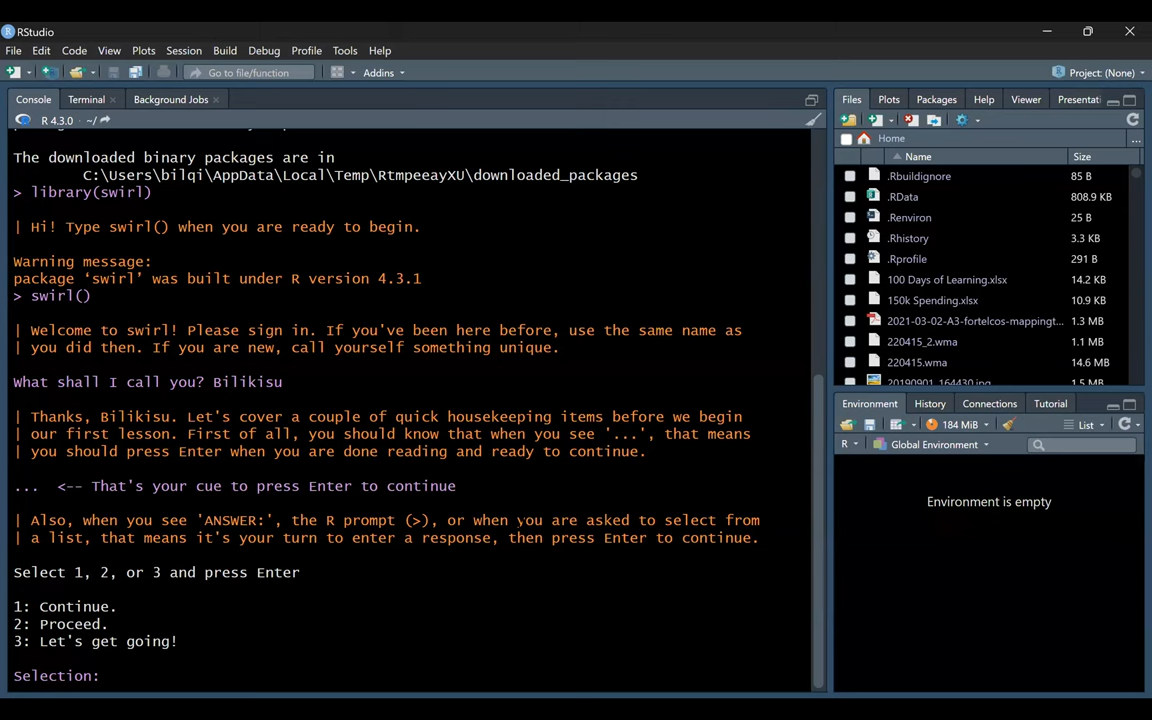 RStudio
File Edit Code View Plots Session Build Debug Profile Tools Help
Go to file/function Addins Project: (None)
Console Terminal Background Jobs
R 4.3.0 · ~/
The downloaded binary packages are in
C:\Users\bilqi\AppData\Local\Temp\RtmpeeayXU\downloaded_packages
> library(swirl)
| Hi! Type swirl() when you are ready to begin.
Warning message:
package ‘swirl’ was built under R version 4.3.1
> swirl()
| Welcome to swirl! Please sign in. If you've been here before, use the same name as
| you did then. If you are new, call yourself something unique.
What shall I call you? Bilikisu
| Thanks, Bilikisu. Let's cover a couple of quick housekeeping items before we begin
| our first lesson. First of all, you should know that when you see '...', that means
| you should press Enter when you are done reading and ready to continue.
... <-- That's your cue to press Enter to continue
| Also, when you see 'ANSWER:', the R prompt (>), or when you are asked to select from
| a list, that means it's your turn to enter a response, then press Enter to continue.
Select 1, 2, or 3 and press Enter
1: Continue.
2: Proceed.
3: Let's get going!
Selection:
Files Plots Packages Help Viewer Presentati
Home ...
Name Size
.Rbuildignore 85 B
.RData 808.9 KB
.Renviron 25 B
.Rhistory 3.3 KB
.Rprofile 291 B
100 Days of Learning.xlsx 14.2 KB
150k Spending.xlsx 10.9 KB
2021-03-02-A3-fortelcos-mappingt... 1.3 MB
220415_2.wma 1.1 MB
220415.wma 14.6 MB
20190901_164430.jpg 1.5 MB
Environment History Connections Tutorial
184 MiB List
R Global Environment
Environment is empty